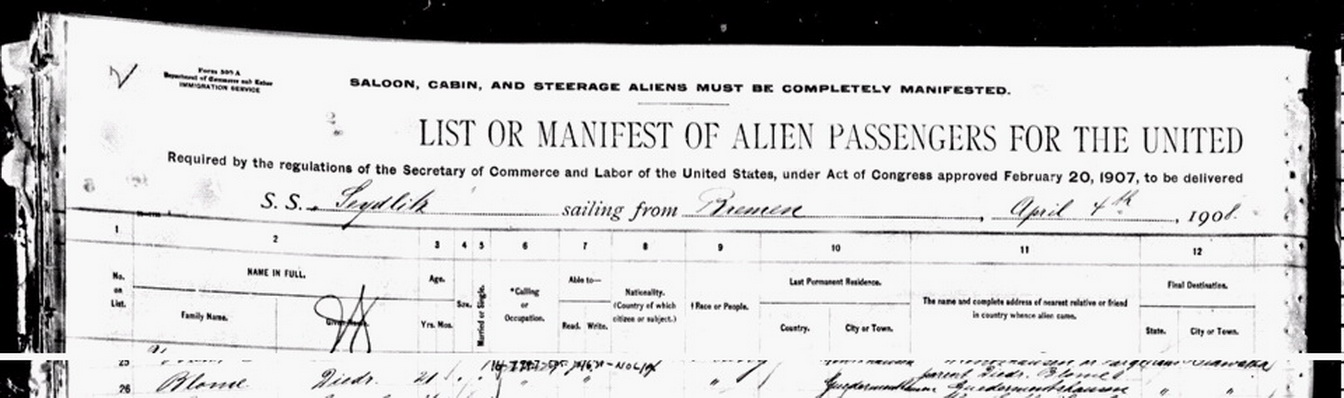 Form 500 A
Department of Commerce and Labor
IMMIGRATION SERVICE
SALOON, CABIN, AND STEERAGE ALIENS MUST BE COMPLETELY MANIFESTED.
LIST OR MANIFEST OF ALIEN PASSENGERS FOR THE UNITED
Required by the regulations of the Secretary of Commerce and Labor of the United States, under Act of Congress approved February 20, 1907, to be delivered
S. S. Seydlitz sailing from Bremen, April 4th, 1908.
1 2 3 4 5 6 7 8 9 10 11 12
No. on List.
NAME IN FULL.
Family Name. Given Name.
Age.
Yrs. Mos.
Sex.
Married or Single.
*Calling or Occupation.
Able to—
Read. Write.
Nationality. (Country of which citizen or subject.)
†Race or People.
Last Permanent Residence.
Country. City or Town.
The name and complete address of nearest relative or friend in country whence alien came.
Final Destination.
State. City or Town.
25
26 Blome Diedr. 21 " " " parent Diedr. Blome " "